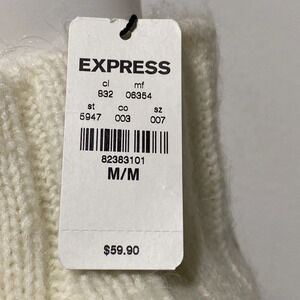 EXPRESS
cl mf
832 06354
st co sz
5947 003 007
82383101
M/M
$59.90